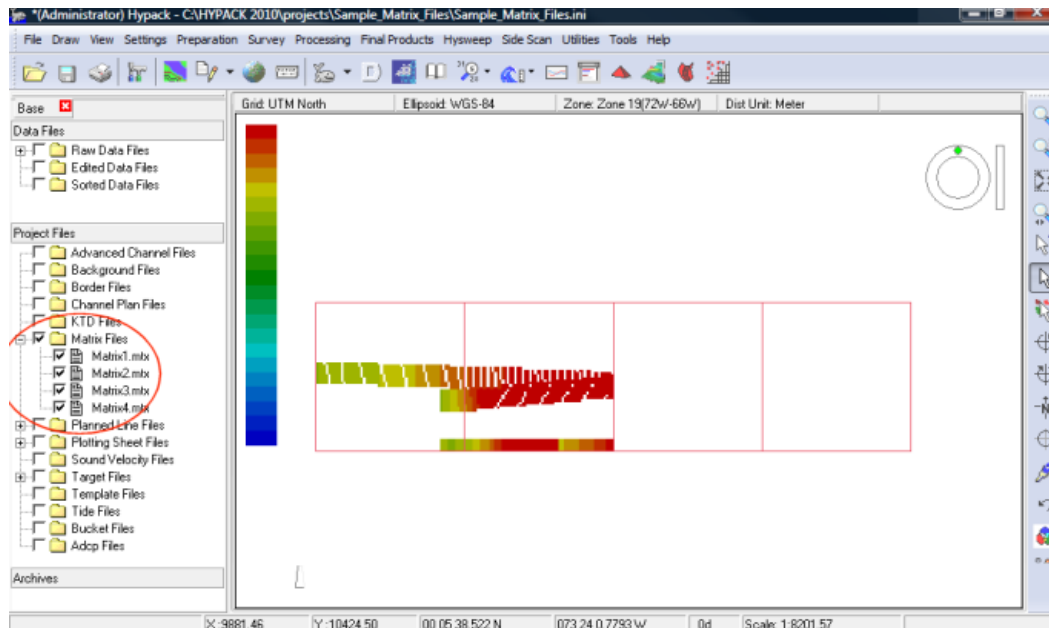 *(Administrator) Hypack - C:\HYPACK 2010\projects\Sample_Matrix_Files\Sample_Matrix_Files.ini
File Draw View Settings Preparation Survey Processing Final Products Hysweep Side Scan Utilities Tools Help
Base
Grid: UTM North Ellipsoid: WGS-84 Zone: Zone 19(72W-66W) Dist Unit: Meter
Data Files
Raw Data Files
Edited Data Files
Sorted Data Files
Project Files
Advanced Channel Files
Background Files
Border Files
Channel Plan Files
KTD Files
Matrix Files
Matrix1.mtx
Matrix2.mtx
Matrix3.mtx
Matrix4.mtx
Planned Line Files
Plotting Sheet Files
Sound Velocity Files
Target Files
Template Files
Tide Files
Bucket Files
Adcp Files
Archives
X:9881.46 Y:10424.50 00 05 38.522 N 073 24 0.7793 W 0d Scale: 1:8201.57